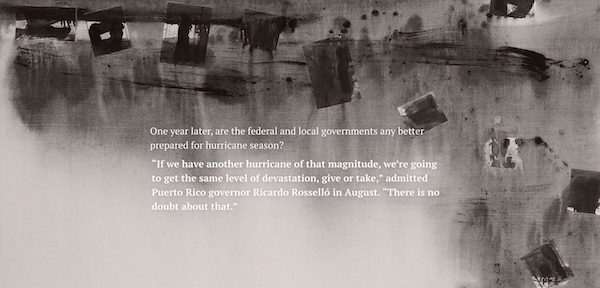 One year later, are the federal and local governments any better
prepared for hurricane season?
“If we have another hurricane of that magnitude, we’re going
to get the same level of devastation, give or take,” admitted
Puerto Rico governor Ricardo Rosselló in August. “There is no
doubt about that.”